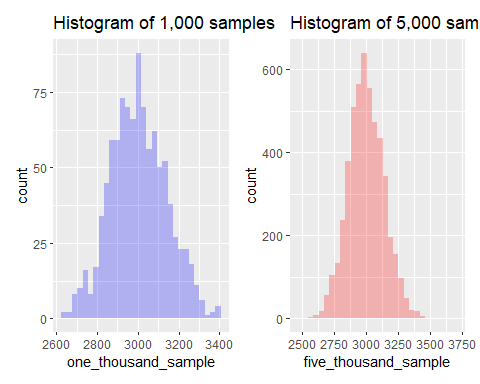 Histogram of 1,000 samples
Histogram of 5,000 sam
count
75
50
25
0
2600 2800 3000 3200 3400
one_thousand_sample
count
600
400
200
0
2500 2750 3000 3250 3500 3750
five_thousand_sample